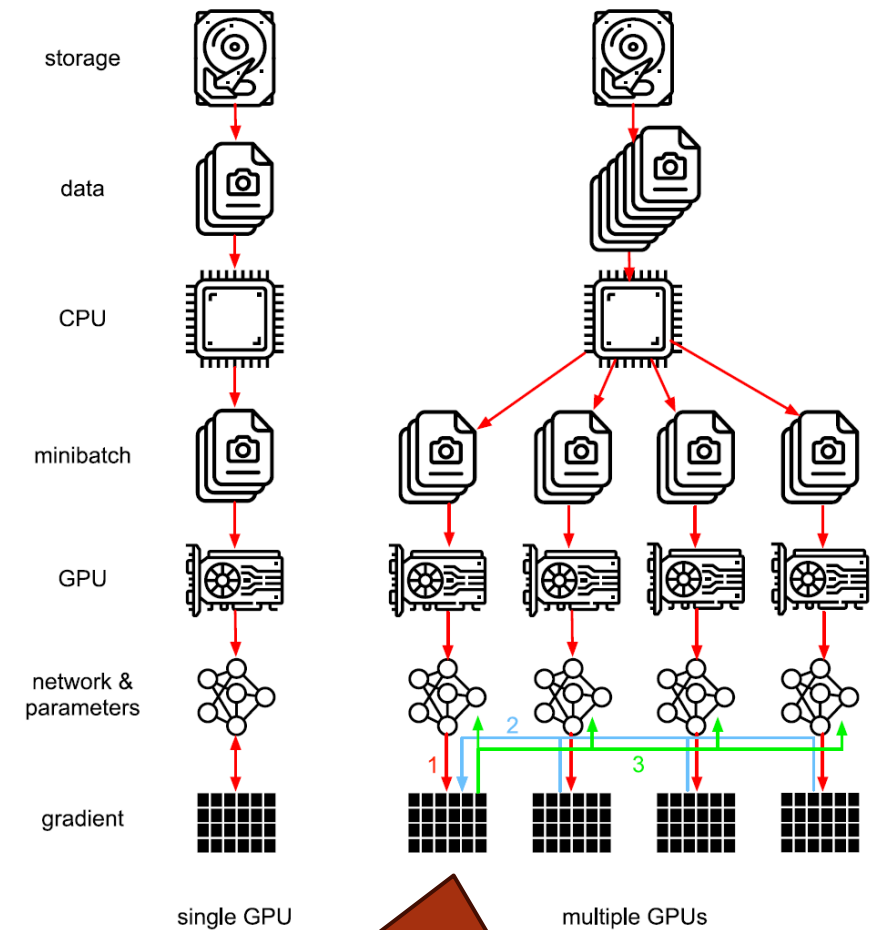 storage
data
CPU
minibatch
GPU
network &
parameters
2
1
3
gradient
single GPU
multiple GPUs